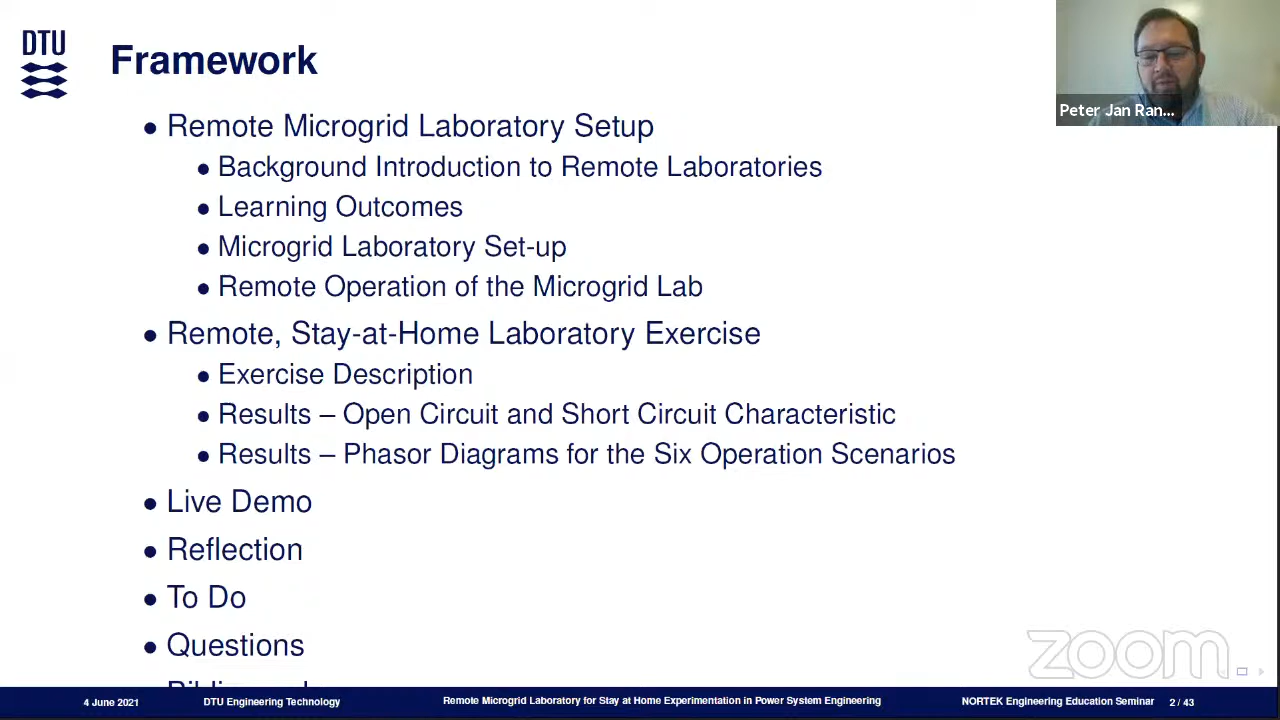 DTU
Framework
Peter Jan Ran...
• Remote Microgrid Laboratory Setup
• Background Introduction to Remote Laboratories
• Learning Outcomes
• Microgrid Laboratory Set-up
• Remote Operation of the Microgrid Lab
• Remote, Stay-at-Home Laboratory Exercise
• Exercise Description
• Results – Open Circuit and Short Circuit Characteristic
• Results – Phasor Diagrams for the Six Operation Scenarios
• Live Demo
• Reflection
• To Do
• Questions
zoom
4 June 2021 DTU Engineering Technology Remote Microgrid Laboratory for Stay at Home Experimentation in Power System Engineering NORTEK Engineering Education Seminar 2 / 43